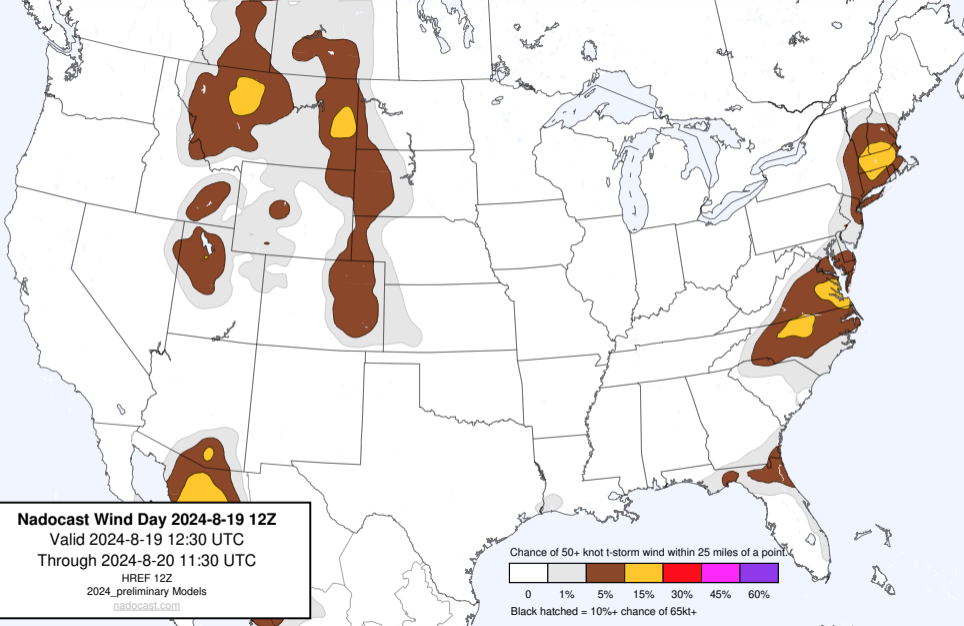 Nadocast Wind Day 2024-8-19 12Z
Valid 2024-8-19 12:30 UTC
Through 2024-8-20 11:30 UTC
HREF 12Z
2024_preliminary Models
nadocast.com
Chance of 50+ knot t-storm wind within 25 miles of a point.
0 1% 5% 15% 30% 45% 60%
Black hatched = 10%+ chance of 65kt+